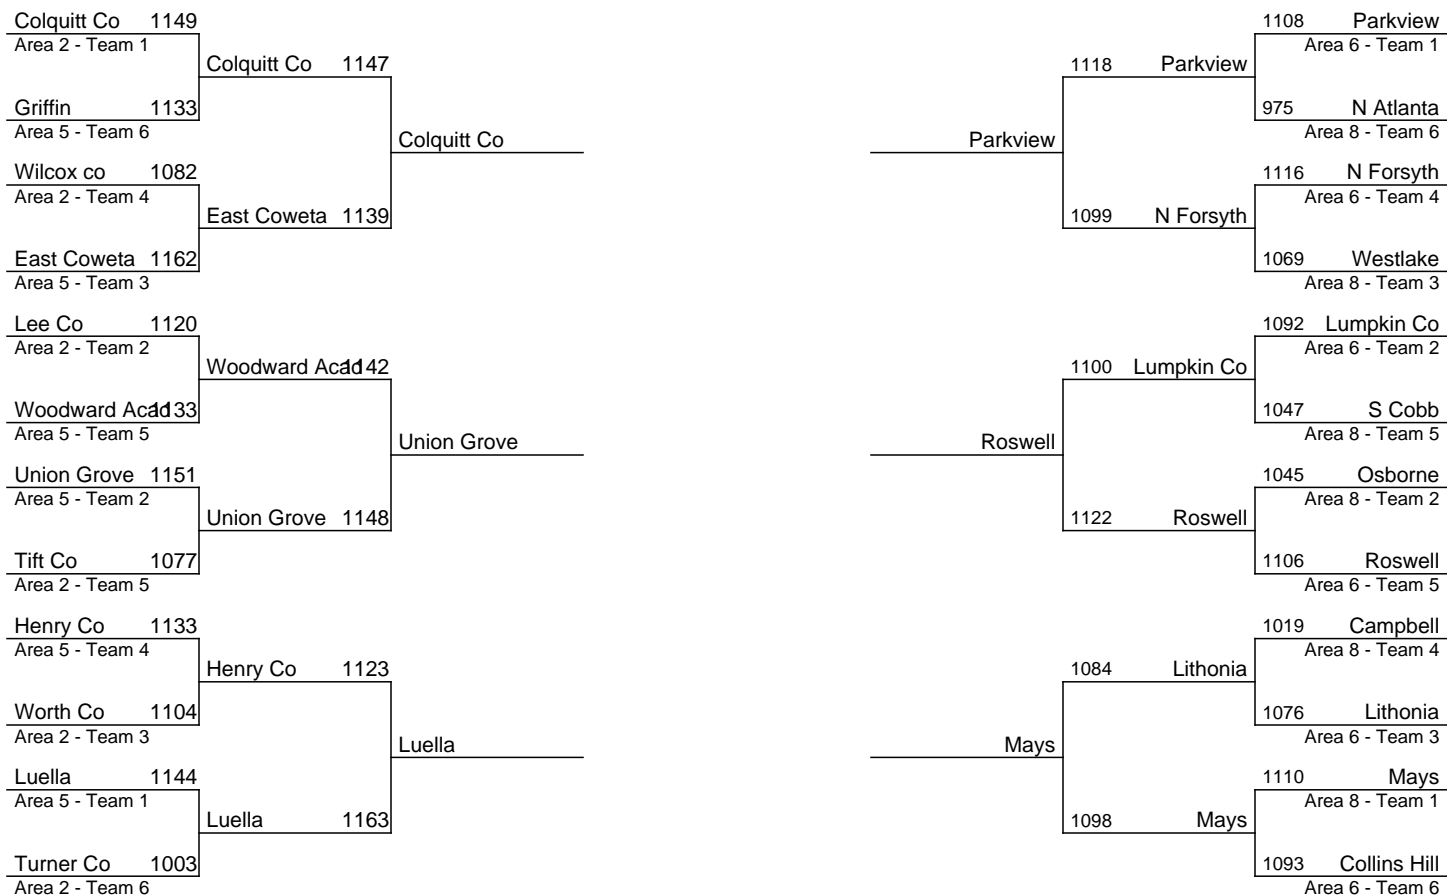 Colquitt Co 1149
Area 2 - Team 1
Colquitt Co 1147
Griffin 1133
Area 5 - Team 6
Colquitt Co
Wilcox co 1082
Area 2 - Team 4
East Coweta 1139
East Coweta 1162
Area 5 - Team 3
Lee Co 1120
Area 2 - Team 2
Woodward Acad 1142
Woodward Acad 1133
Area 5 - Team 5
Union Grove
Union Grove 1151
Area 5 - Team 2
Union Grove 1148
Tift Co 1077
Area 2 - Team 5
Henry Co 1133
Area 5 - Team 4
Henry Co 1123
Worth Co 1104
Area 2 - Team 3
Luella
Luella 1144
Area 5 - Team 1
Luella 1163
Turner Co 1003
Area 2 - Team 6
1108 Parkview
Area 6 - Team 1
1118 Parkview
975 N Atlanta
Area 8 - Team 6
Parkview
1116 N Forsyth
Area 6 - Team 4
1099 N Forsyth
1069 Westlake
Area 8 - Team 3
1092 Lumpkin Co
Area 6 - Team 2
1100 Lumpkin Co
1047 S Cobb
Area 8 - Team 5
Roswell
1045 Osborne
Area 8 - Team 2
1122 Roswell
1106 Roswell
Area 6 - Team 5
1019 Campbell
Area 8 - Team 4
1084 Lithonia
1076 Lithonia
Area 6 - Team 3
Mays
1110 Mays
Area 8 - Team 1
1098 Mays
1093 Collins Hill
Area 6 - Team 6